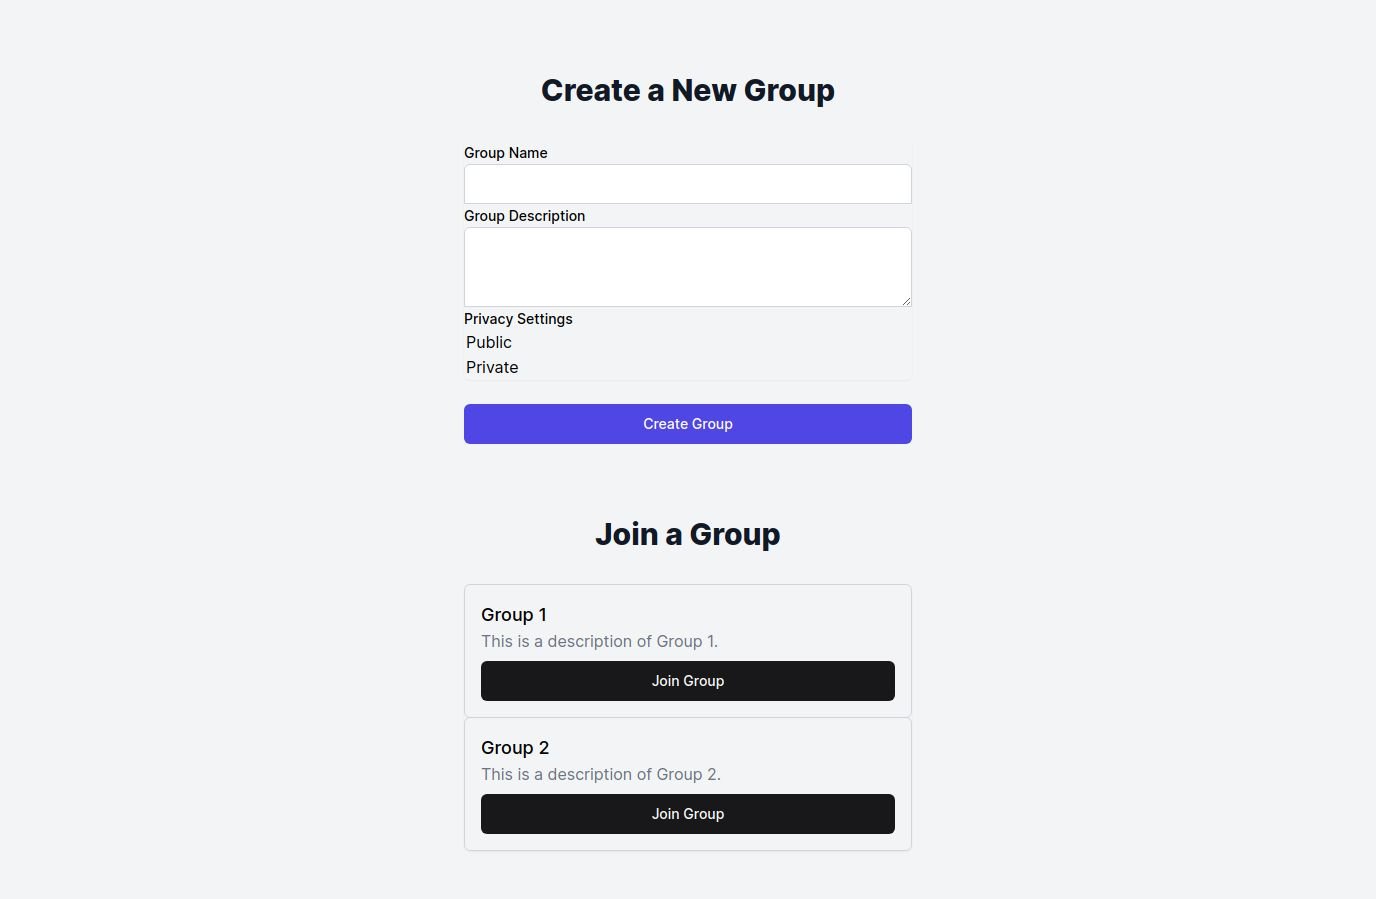 Create a New Group
Group Name
Group Description
Privacy Settings
Public
Private
Create Group
Join a Group
Group 1
This is a description of Group 1.
Join Group
Group 2
This is a description of Group 2.
Join Group